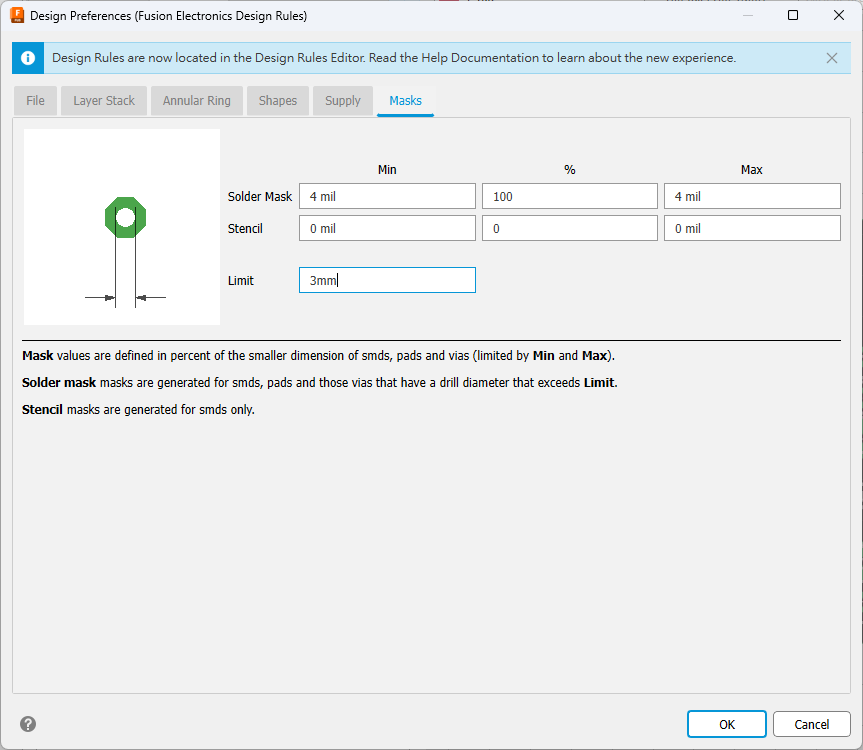 Design Preferences (Fusion Electronics Design Rules)
Design Rules are now located in the Design Rules Editor. Read the Help Documentation to learn about the new experience.
File Layer Stack Annular Ring Shapes Supply Masks
Min % Max
Solder Mask 4 mil 100 4 mil
Stencil 0 mil 0 0 mil
Limit 3mm
Mask values are defined in percent of the smaller dimension of smds, pads and vias (limited by Min and Max).
Solder mask masks are generated for smds, pads and those vias that have a drill diameter that exceeds Limit.
Stencil masks are generated for smds only.
OK Cancel